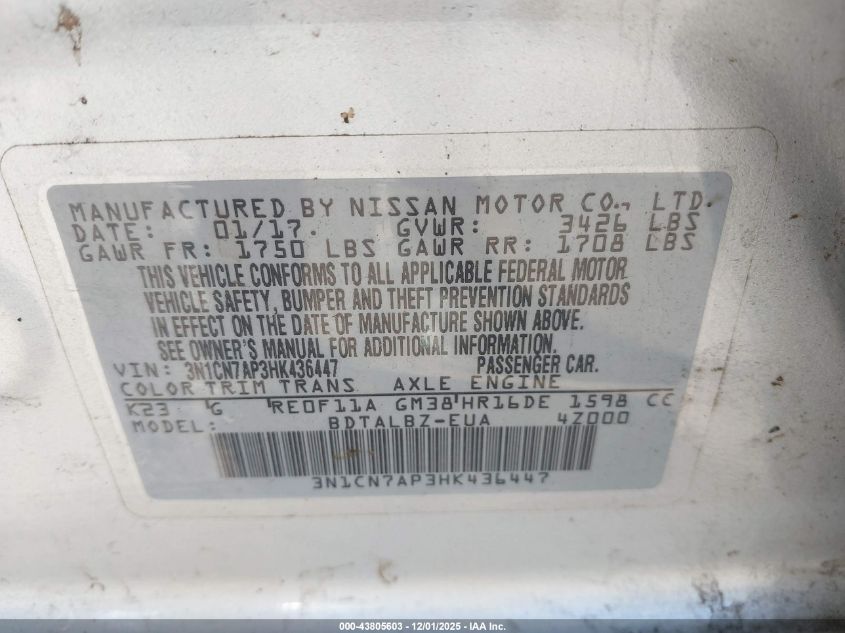 MANUFACTURED BY NISSAN MOTOR CO., LTD.
DATE: 01/17. GVWR: 3426 LBS
GAWR FR: 1750 LBS GAWR RR: 1708 LBS
THIS VEHICLE CONFORMS TO ALL APPLICABLE FEDERAL MOTOR
VEHICLE SAFETY, BUMPER AND THEFT PREVENTION STANDARDS
IN EFFECT ON THE DATE OF MANUFACTURE SHOWN ABOVE.
SEE OWNER'S MANUAL FOR ADDITIONAL INFORMATION.
VIN: 3N1CN7AP3HK436447 PASSENGER CAR.
COLOR TRIM TRANS AXLE ENGINE
K23 G RE0F11A GM38 HR16DE 1598 CC
MODEL: BDTALBZ-EUA 4Z000
3N1CN7AP3HK436447
000-43805603 - 12/01/2025 - IAA Inc.